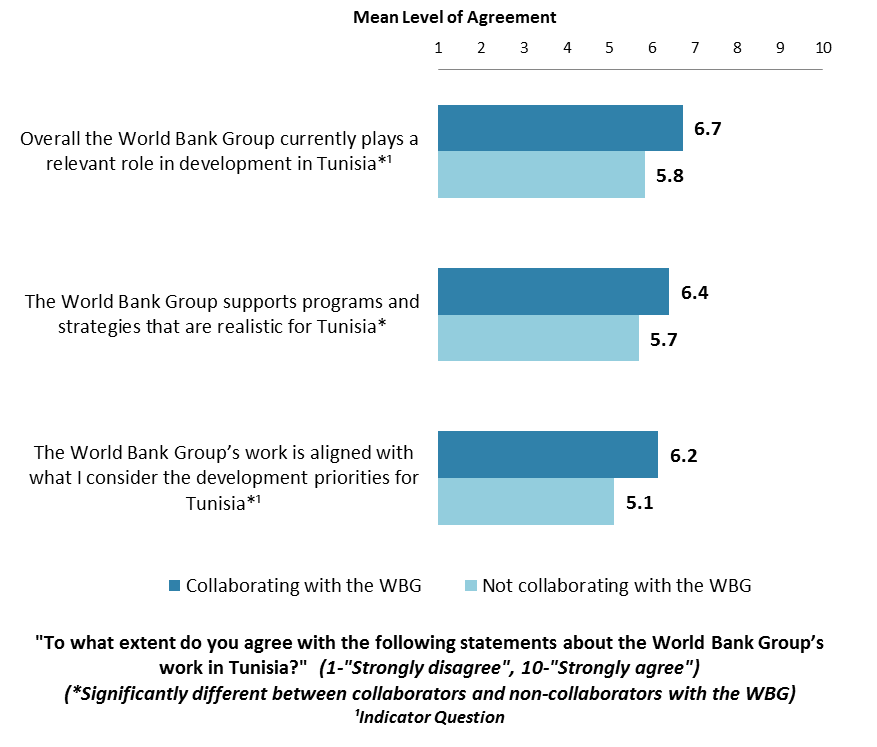 Mean Level of Agreement
1 2 3 4 5 6 7 8 9 10
Overall the World Bank Group currently plays a
relevant role in development in Tunisia*¹
6.7
5.8
The World Bank Group supports programs and
strategies that are realistic for Tunisia*
6.4
5.7
The World Bank Group’s work is aligned with
what I consider the development priorities for
Tunisia*¹
6.2
5.1
Collaborating with the WBG Not collaborating with the WBG
"To what extent do you agree with the following statements about the World Bank Group’s
work in Tunisia?" (1-"Strongly disagree", 10-"Strongly agree")
(*Significantly different between collaborators and non-collaborators with the WBG)
¹Indicator Question